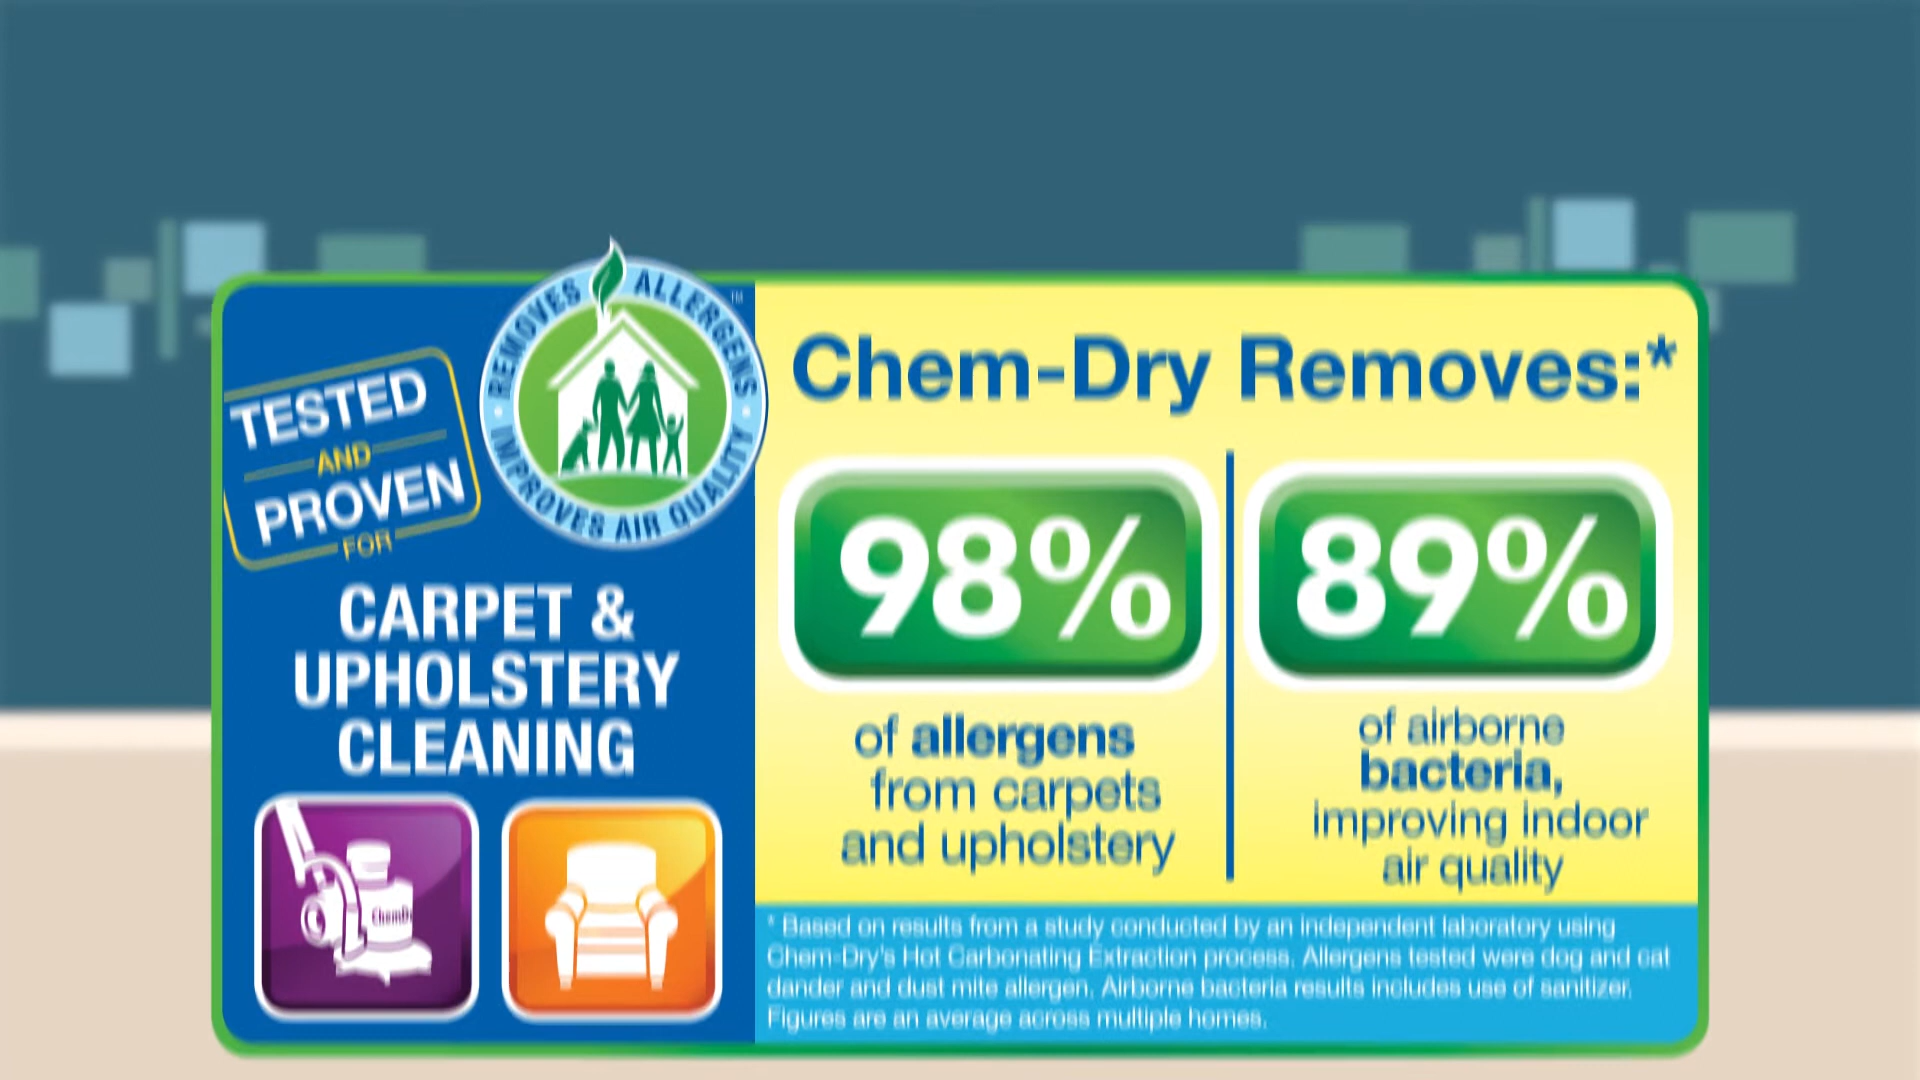 TESTED
AND
PROVEN
FOR
REMOVES ALLERGENS
IMPROVES AIR QUALITY
TM
CARPET &
UPHOLSTERY
CLEANING
ChemD
Chem-Dry Removes:*
98%
of allergens
from carpets
and upholstery
89%
of airborne
bacteria,
improving indoor
air quality
* Based on results from a study conducted by an independent laboratory using
Chem-Dry's Hot Carbonating Extraction process. Allergens tested were dog and cat
dander and dust mite allergen. Airborne bacteria results includes use of sanitizer.
Figures are an average across multiple homes.